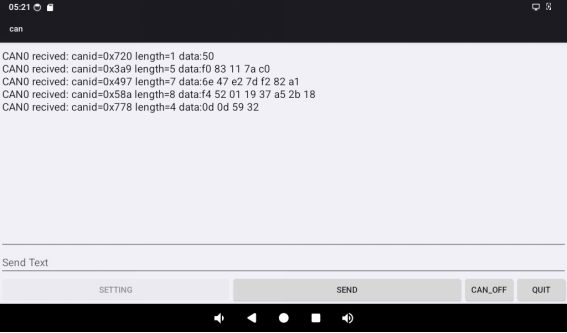 05:21
can
CAN0 recived: canid=0x720 length=1 data:50
CAN0 recived: canid=0x3a9 length=5 data:f0 83 11 7a c0
CAN0 recived: canid=0x497 length=7 data:6e 47 e2 7d f2 82 a1
CAN0 recived: canid=0x58a length=8 data:f4 52 01 19 37 a5 2b 18
CAN0 recived: canid=0x778 length=4 data:0d 0d 59 32
Send Text
SETTING SEND CAN_OFF QUIT